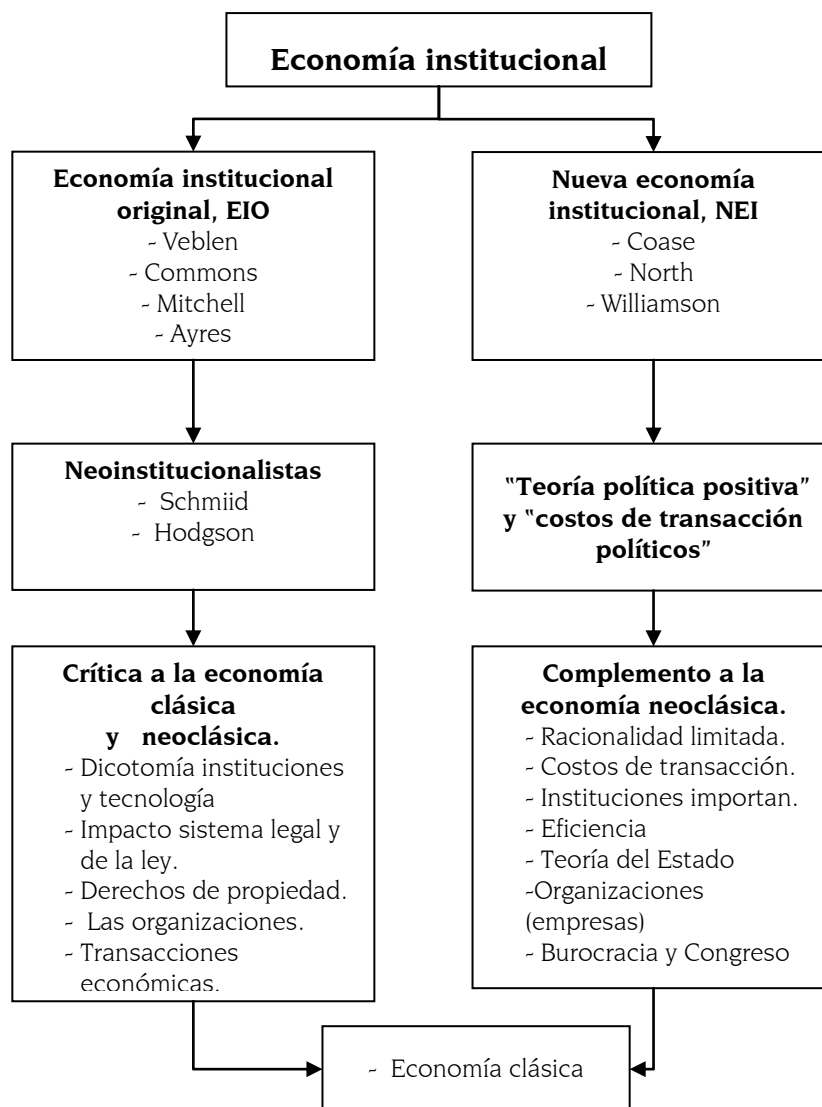 Economía institucional
Economía institucional
original, EIO
- Veblen
- Commons
- Mitchell
- Ayres
Nueva economía
institucional, NEI
- Coase
- North
- Williamson
Neoinstitucionalistas
- Schmiid
- Hodgson
"Teoría política positiva"
y "costos de transacción
políticos"
Crítica a la economía
clásica
y neoclásica.
- Dicotomía instituciones
y tecnología
- Impacto sistema legal y
de la ley.
- Derechos de propiedad.
- Las organizaciones.
- Transacciones
económicas.
Complemento a la
economía neoclásica.
- Racionalidad limitada.
- Costos de transacción.
- Instituciones importan.
- Eficiencia
- Teoría del Estado
-Organizaciones
(empresas)
- Burocracia y Congreso
- Economía clásica